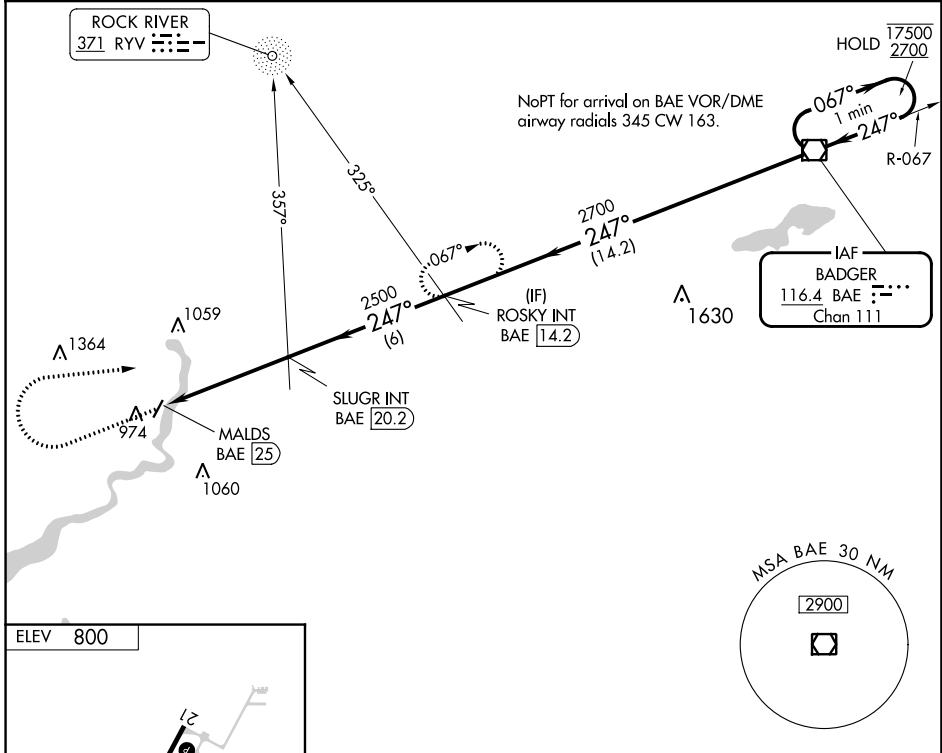 ROCK RIVER
371 RYV
HOLD
17500
2700
NoPT for arrival on BAE VOR/DME
airway radials 345 CW 163.
067°
1 min
247°
R-067
325°
357°
2700
247°
(14.2)
067°
IAF
BADGER
116.4 BAE
Chan 111
(IF)
ROSKY INT
BAE 14.2
1630
2500
247°
(6)
1059
1364
SLUGR INT
BAE 20.2
974
MALDS
BAE 25
1060
MSA BAE 30 NM
2900
ELEV 800
21
P